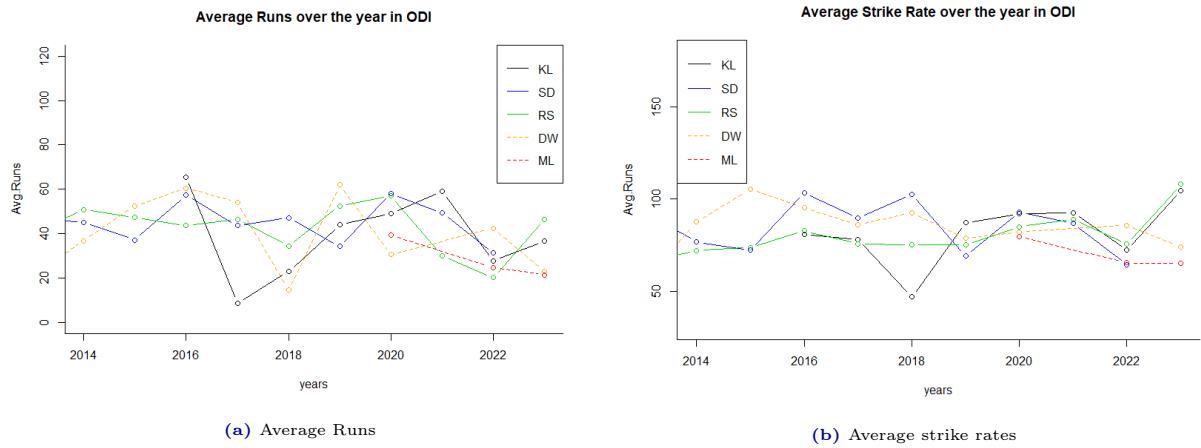 Average Runs over the year in ODI
120
100
80
60
40
20
0
Avg.Runs
KL
SD
RS
DW
ML
2014 2016 2018 2020 2022
years
(a) Average Runs
Average Strike Rate over the year in ODI
150
100
50
Avg.Runs
KL
SD
RS
DW
ML
2014 2016 2018 2020 2022
years
(b) Average strike rates